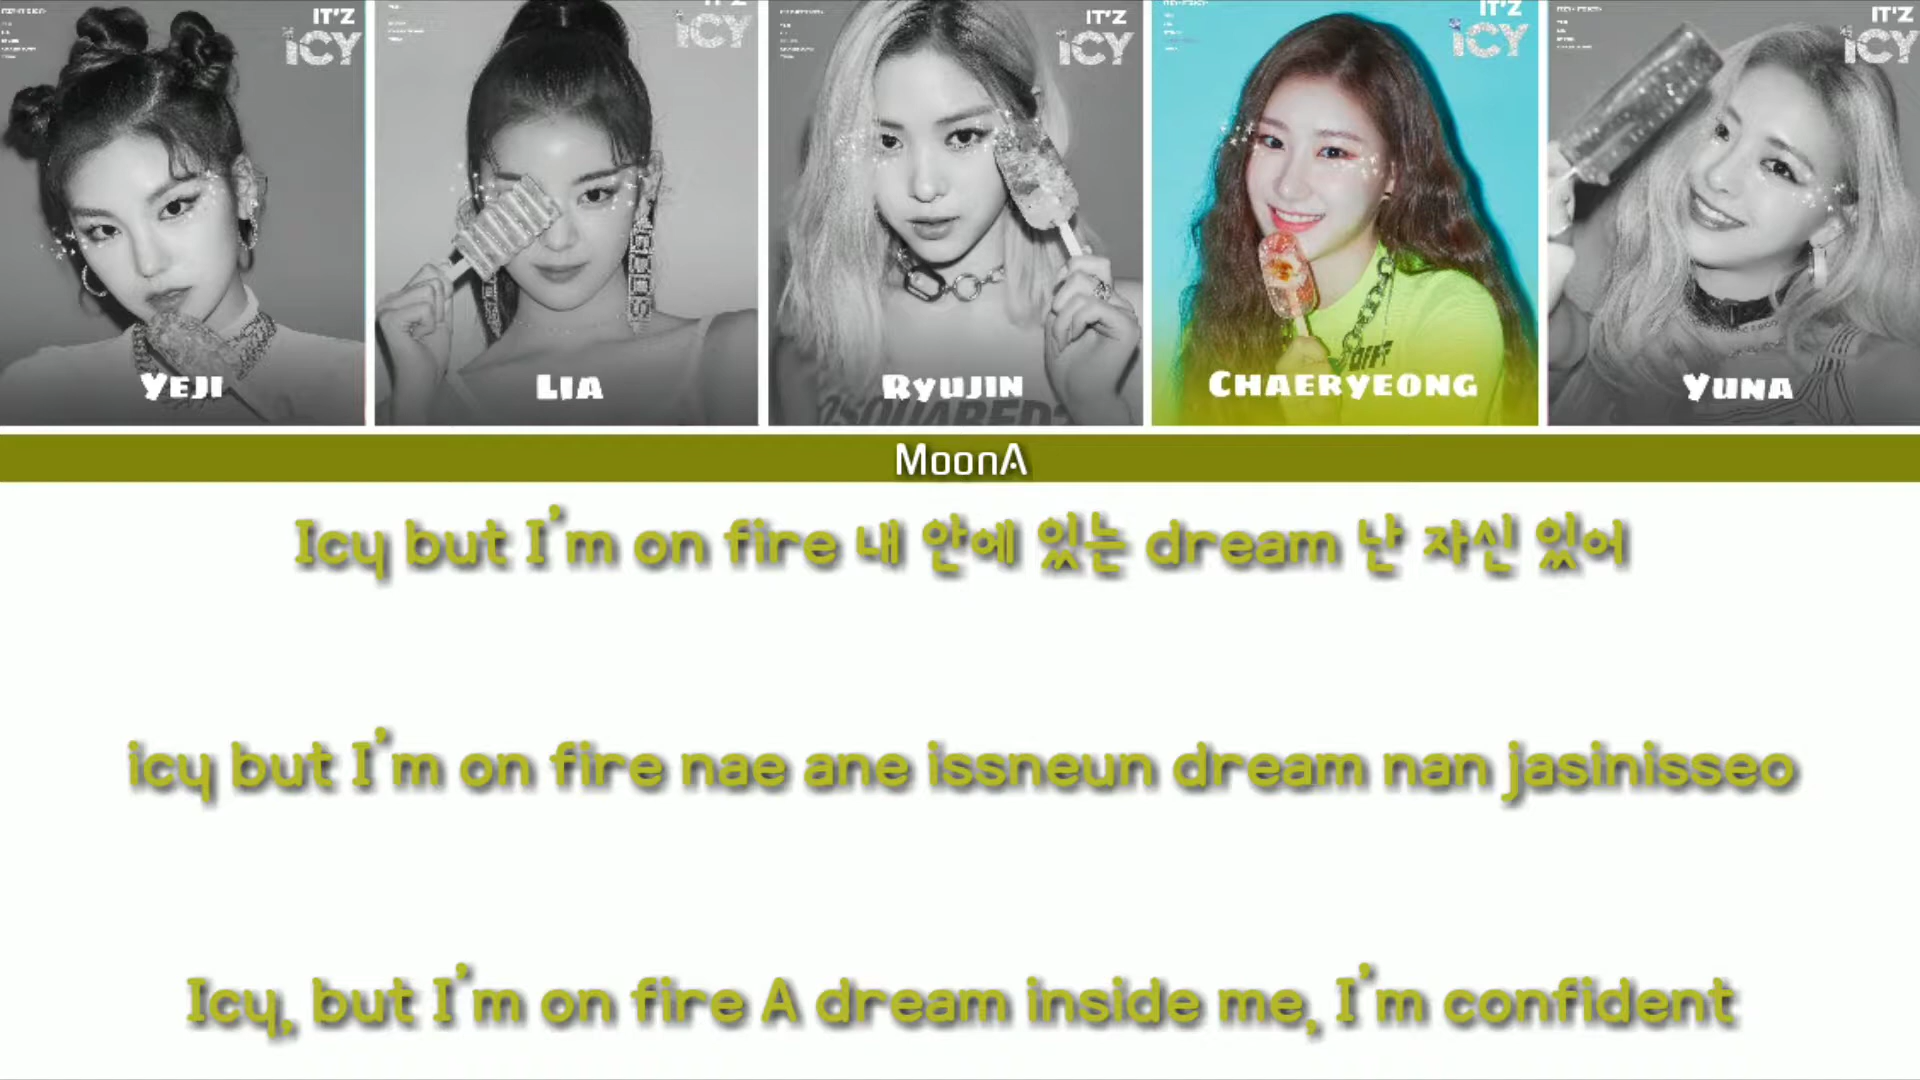 IT'Z
ICY
IT'Z
ICY
IT'Z
ICY
IT'Z
ICY
IT'Z
ICY
DIFF
YEJI
LIA
RYUJIN
CHAERYEONG
YUNA
MoonA
Icy but I'm on fire 내 안에 있는 dream 난 자신 있어
icy but I'm on fire nae ane issneun dream nan jasinisseo
Icy, but I'm on fire A dream inside me, I'm confident